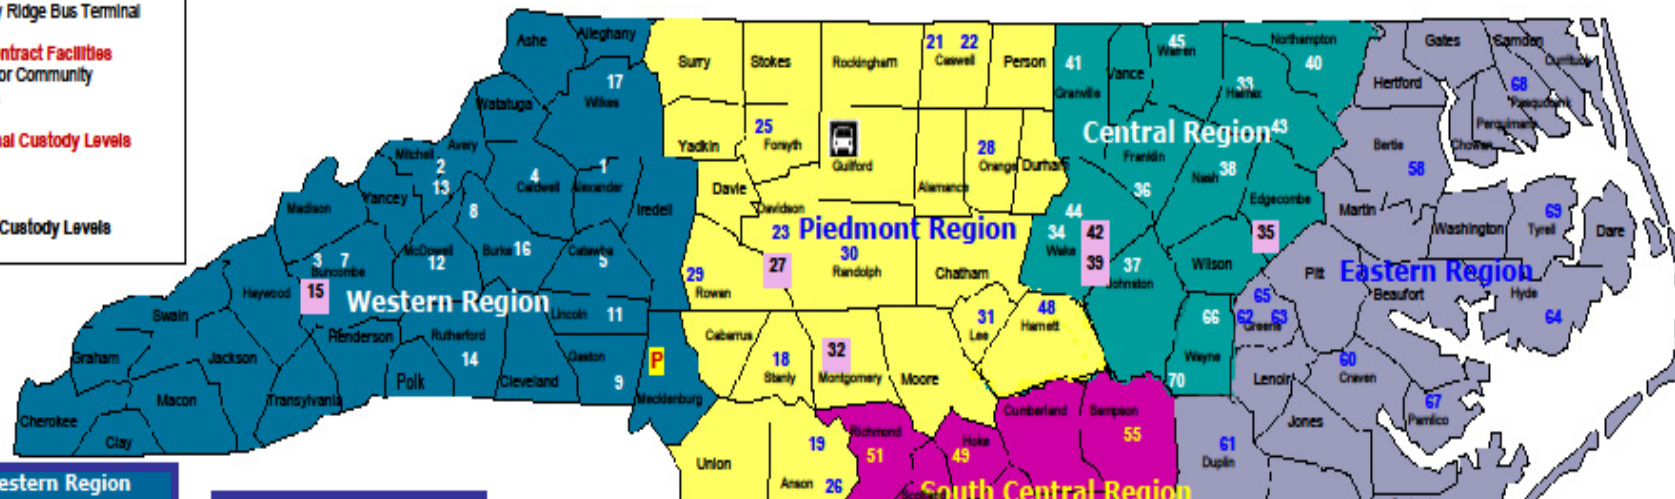 y Ridge Bus Terminal
ntract Facilities
or Community
nal Custody Levels
Custody Levels
Ashe
Alleghany
17
Wilkes
Watatuga
Mitchell
Avery
2
13
4
Caldwell
1
Alexander
Iredell
Yancey
Madison
8
McDowell
12
Burke 16
Catawba
5
3 7
Buncombe
15
Haywood
Western Region
Swain
Henderson
Rutherford
14
Lincoln 11
Gaston
9
P
Graham
Jackson
Polk
Cleveland
Mecklenburg
Macon
Transylvania
Cherokee
Clay
estern Region
Surry
Stokes
Rockingham
21 22
Caswell
Person
Yadkin
25
Forsyth
Guilford
28
Orange
Durham
Alamance
Davie
Davidson
23
Piedmont Region
27
30
Randolph
Chatham
29
Rowan
Cabarrus
18
Stanly
32
Montgomery
Moore
31
Lee
48
Harnett
Union
19
Anson 26
41
Granville
Vance
45
Warren
Northampton
40
33
Halifax
Central Region
43
Franklin
36
Nash 38
Edgecombe
44
34
Wake
42
39
35
37
Johnston
Wilson
66
Wayne
70
Gates
Camden
Currituck
Hertford
68
Pasquotank
Perquimans
Chowan
Bertie
58
Martin
Washington
69
Tyrell
Dare
Pitt
Eastern Region
Beaufort
Hyde
64
65
62 63
Greene
60
Craven
Lenoir
67
Pamlico
Jones
61
Duplin
Cumberland
Sampson
55
Richmond
51
Hoke
49
South Central Region